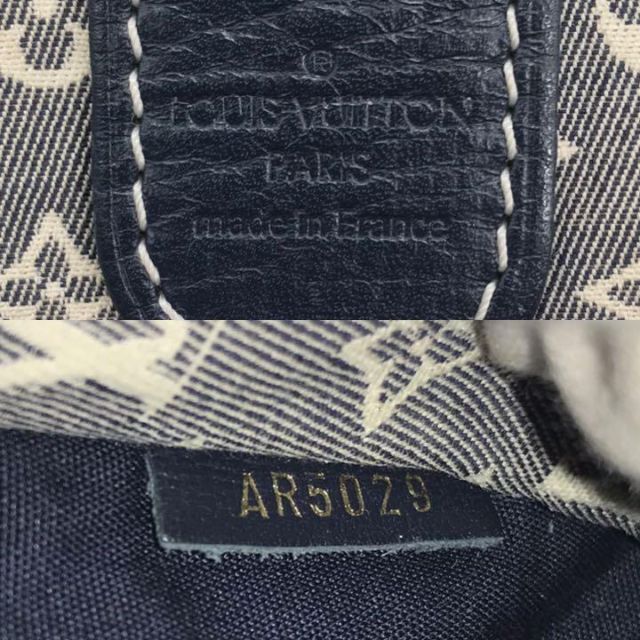 ®
LOUIS VUITTON
PARIS
made in France
AR5029